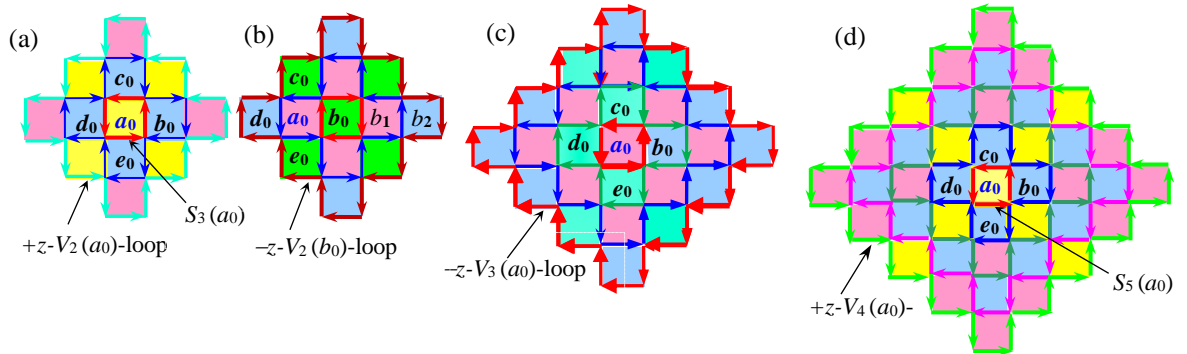 (a)
c₀
d₀ a₀ b₀
e₀
S₃(a₀)
+z-V₂(a₀)-loop
(b)
c₀
a₀ b₀ b₁ b₂
e₀
−z-V₂(b₀)-loop
(c)
c₀
d₀ a₀ b₀
e₀
−z-V₃(a₀)-loop
(d)
c₀
d₀ a₀ b₀
e₀
S₅(a₀)
+z-V₄(a₀)-